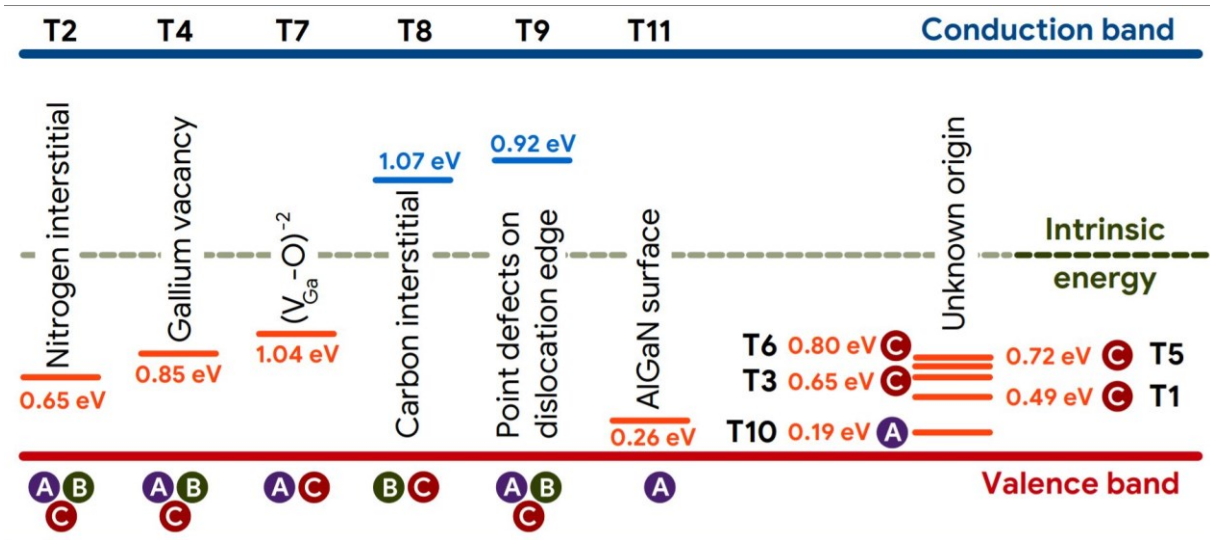 T2 T4 T7 T8 T9 T11 Conduction band
Nitrogen interstitial
0.65 eV
Gallium vacancy
0.85 eV
(V_Ga-O)^-2
1.04 eV
1.07 eV
Carbon interstitial
0.92 eV
Point defects on
dislocation edge
AlGaN surface
0.26 eV
Unknown origin
Intrinsic
energy
T6 0.80 eV C
0.72 eV C T5
T3 0.65 eV C
0.49 eV C T1
T10 0.19 eV A
Valence band
A B A B A C B C A B A
C C C